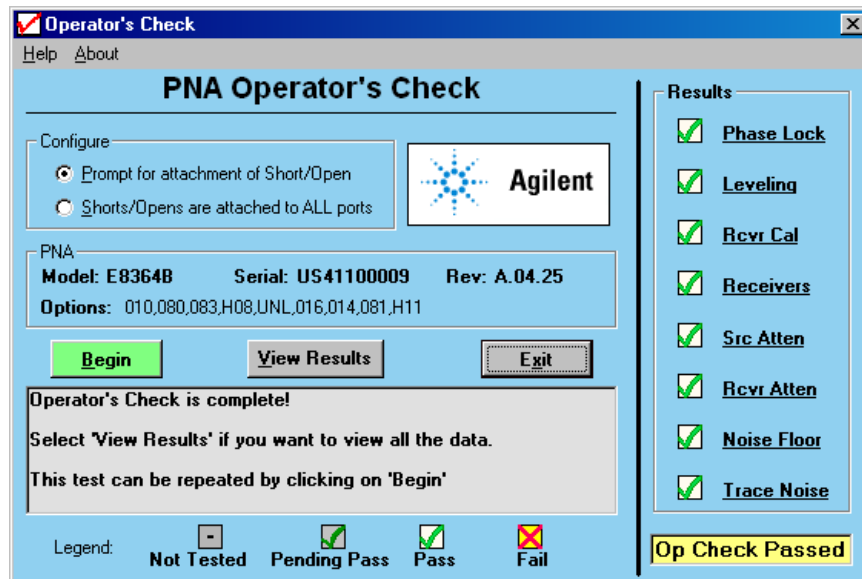 Operator's Check
Help About
PNA Operator's Check
Configure
Prompt for attachment of Short/Open
Shorts/Opens are attached to ALL ports
Agilent
PNA
Model: E8364B Serial: US41100009 Rev: A.04.25
Options: 010,080,083,H08,UNL,016,014,081,H11
Begin View Results Exit
Operator's Check is complete!
Select 'View Results' if you want to view all the data.
This test can be repeated by clicking on 'Begin'
Legend: - Not Tested Pending Pass Pass Fail
Results
Phase Lock
Leveling
Rcvr Cal
Receivers
Src Atten
Rcvr Atten
Noise Floor
Trace Noise
Op Check Passed